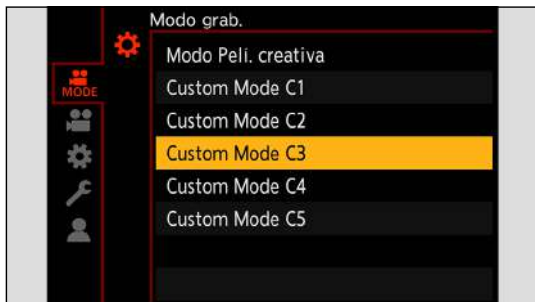 Modo grab.
MODE
Modo Pelí. creativa
Custom Mode C1
Custom Mode C2
Custom Mode C3
Custom Mode C4
Custom Mode C5